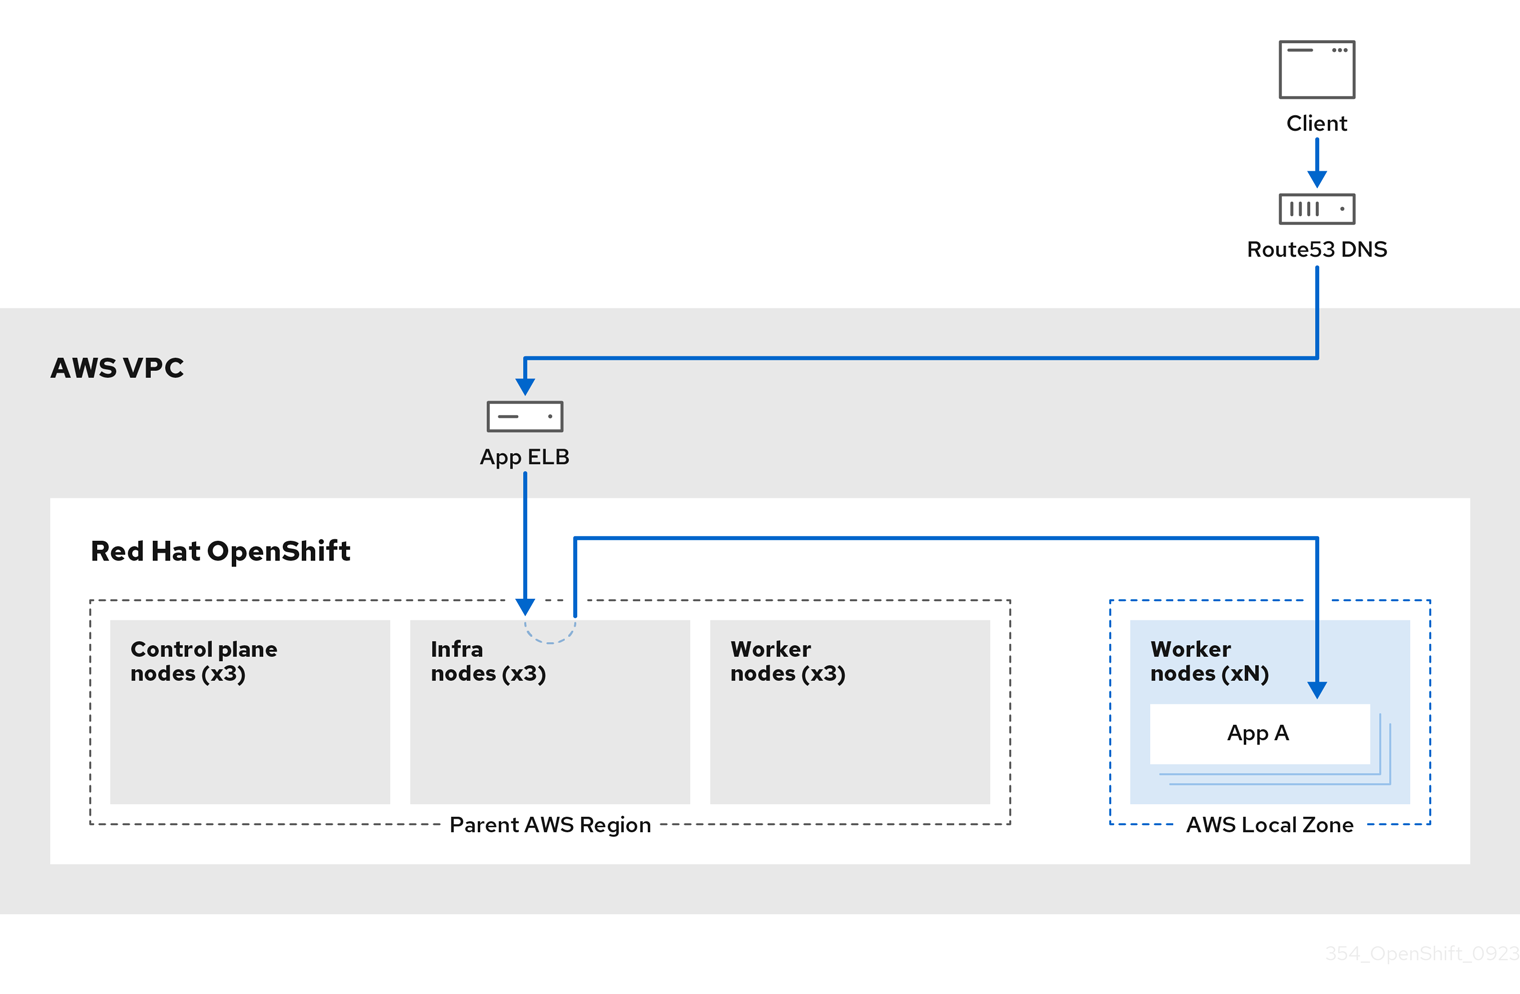 Client
Route53 DNS
AWS VPC
App ELB
Red Hat OpenShift
Control plane
nodes (x3)
Infra
nodes (x3)
Worker
nodes (x3)
Worker
nodes (xN)
App A
Parent AWS Region
AWS Local Zone
354_OpenShift_0923